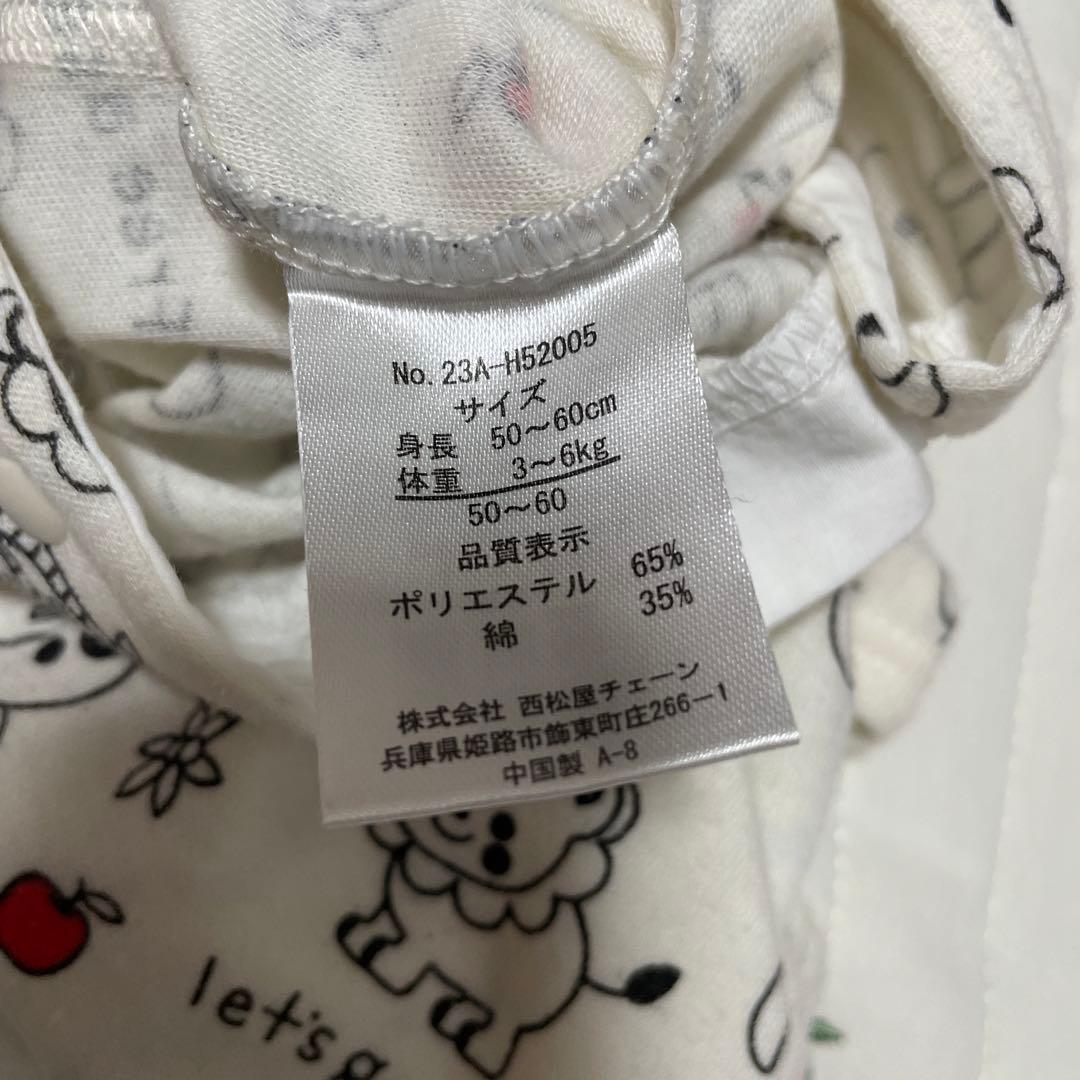 No. 23A-H52005
サイズ
身長 50～60cm
体重 3～6kg
50～60
品質表示
ポリエステル 65%
綿 35%
株式会社 西松屋チェーン
兵庫県姫路市飾東町庄266－1
中国製 A-8
let's g